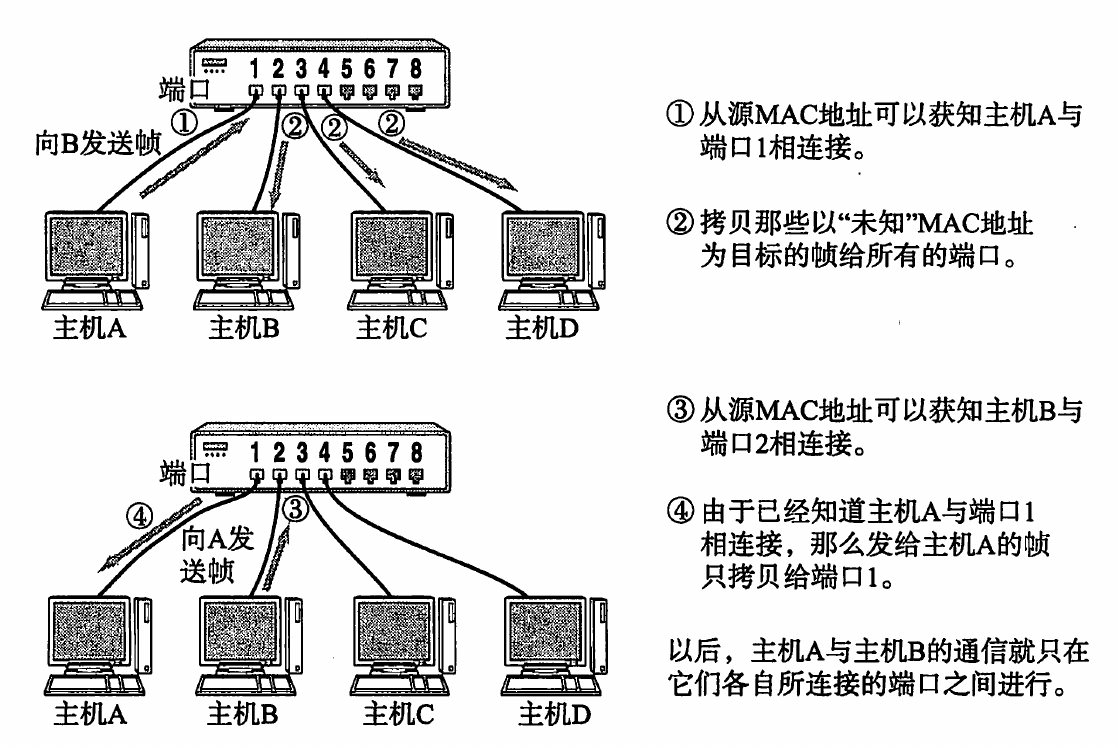 1 2 3 4 5 6 7 8
端口
① ② ② ②
向B发送帧
主机A 主机B 主机C 主机D
①从源MAC地址可以获知主机A与
端口1相连接。
②拷贝那些以“未知”MAC地址
为目标的帧给所有的端口。
1 2 3 4 5 6 7 8
端口
④ ③
向A发
送帧
主机A 主机B 主机C 主机D
③从源MAC地址可以获知主机B与
端口2相连接。
④由于已经知道主机A与端口1
相连接，那么发给主机A的帧
只拷贝给端口1。
以后，主机A与主机B的通信就只在
它们各自所连接的端口之间进行。